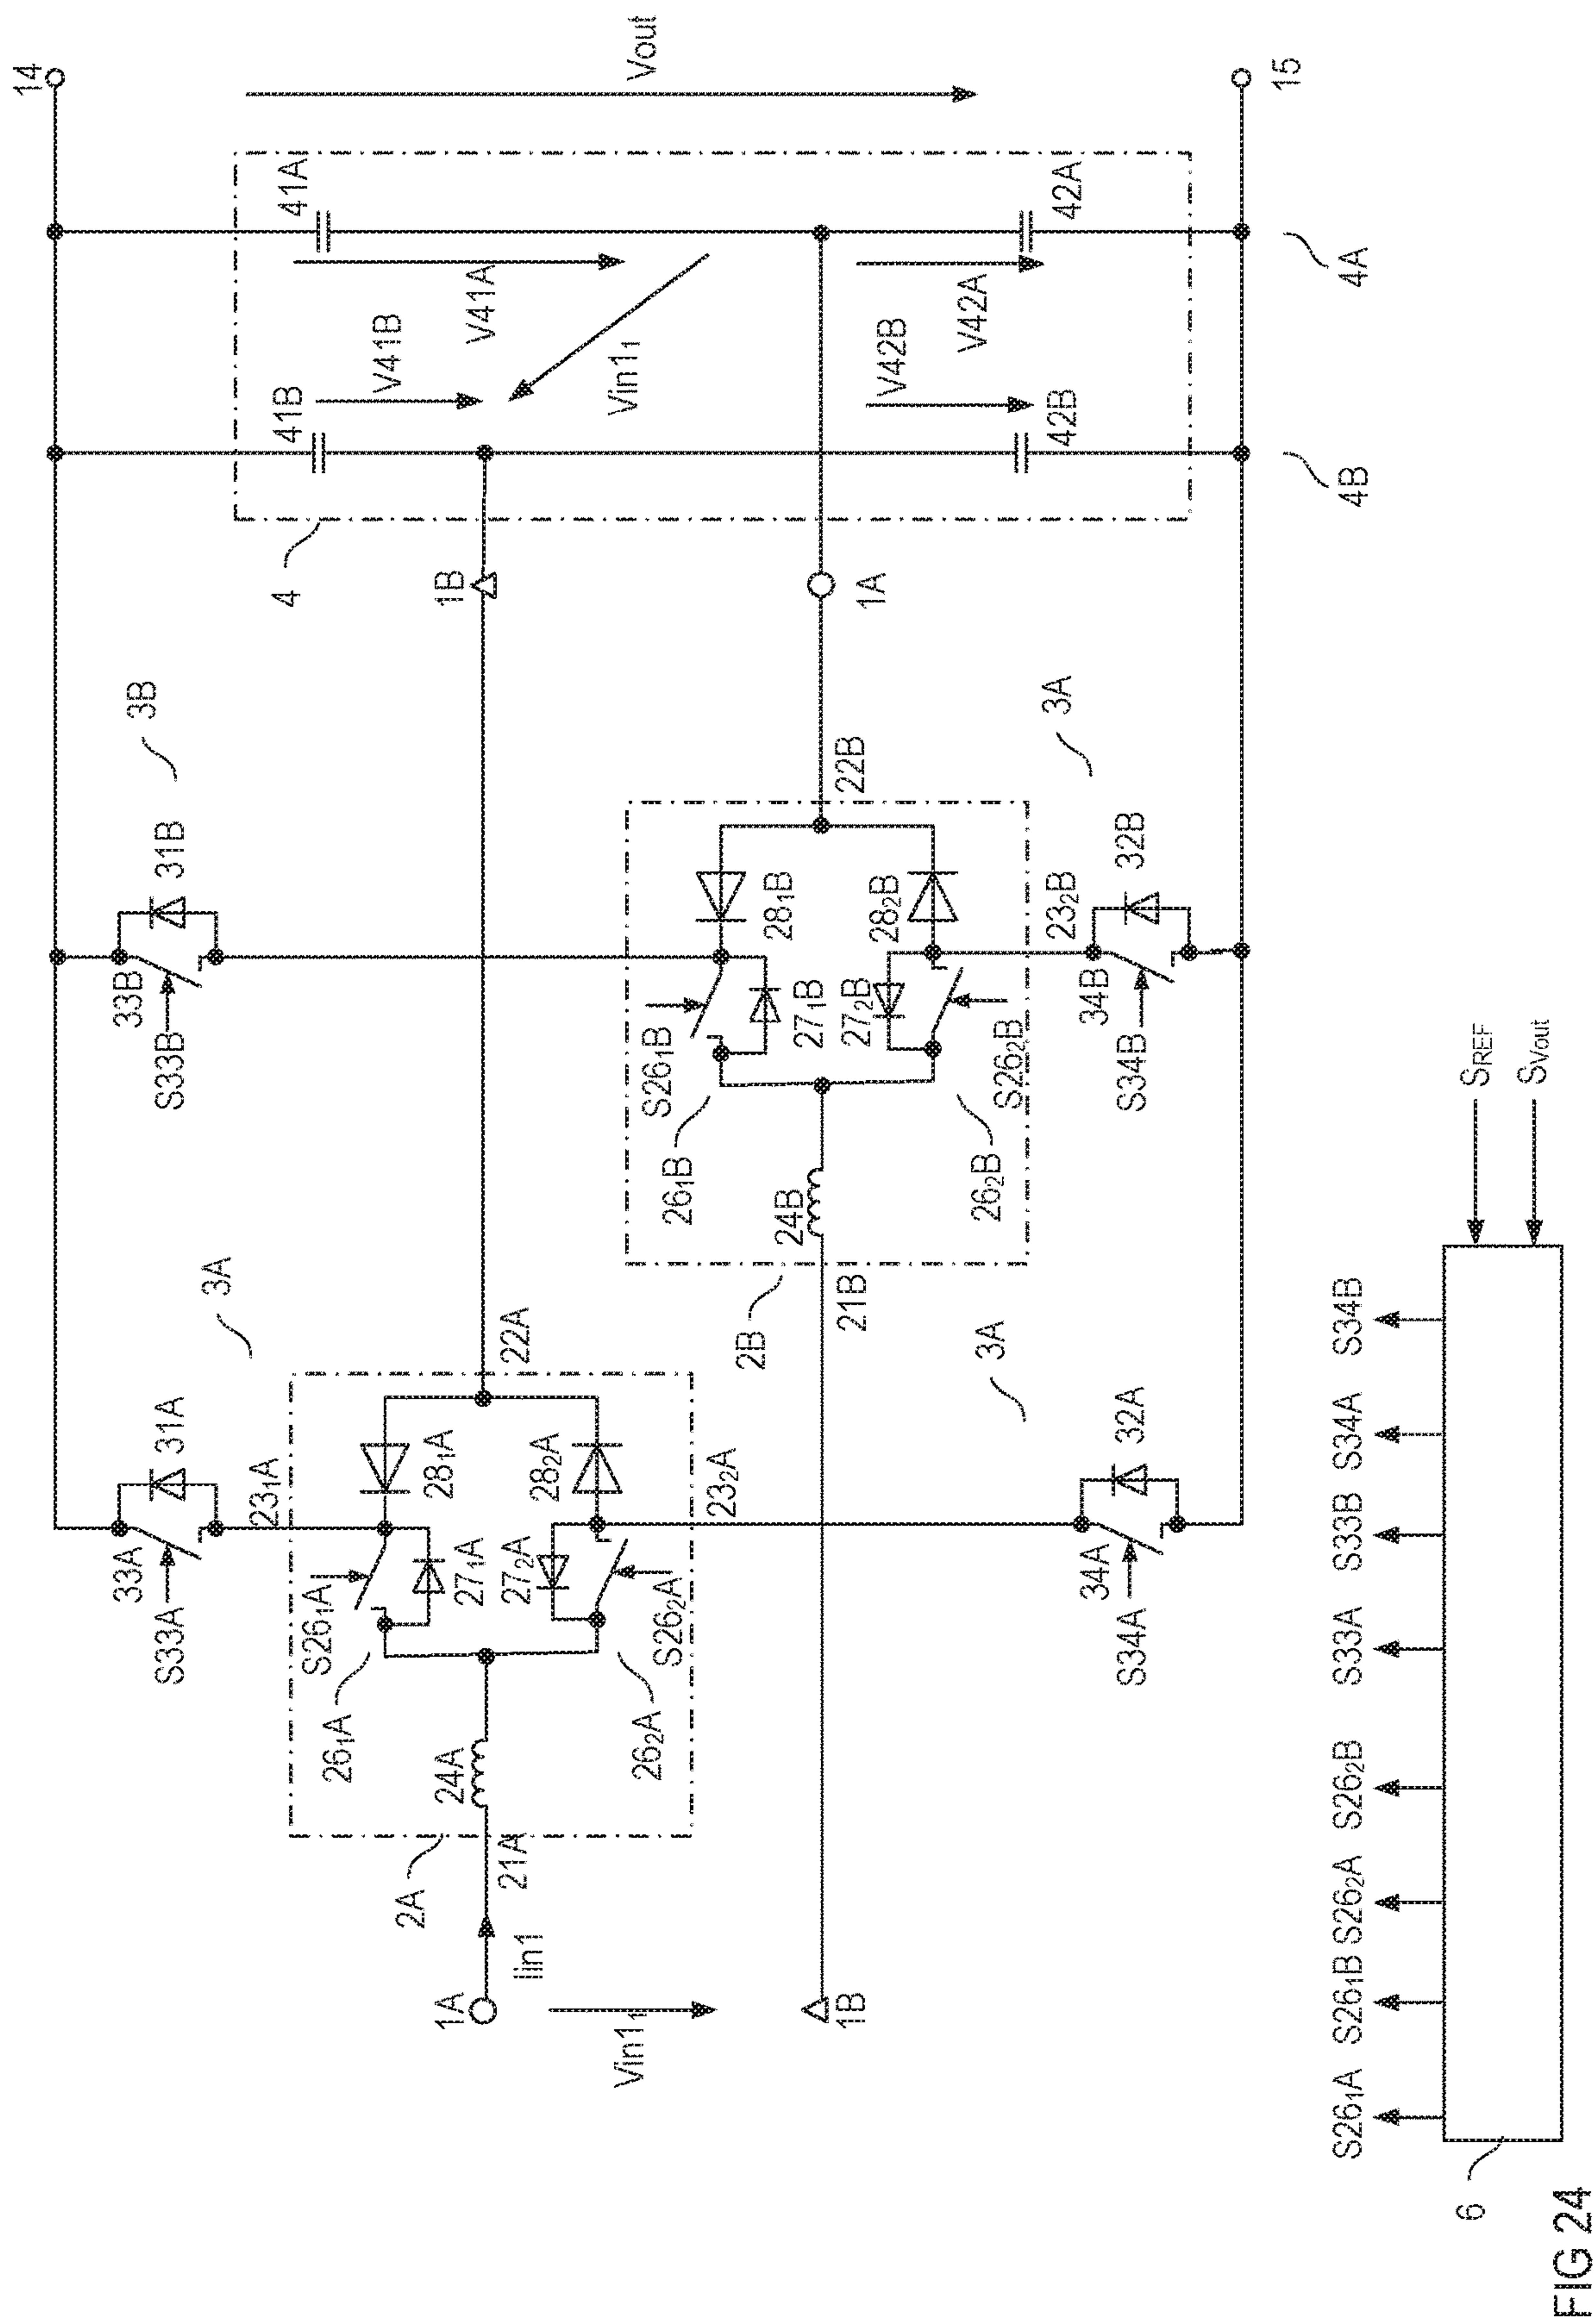 14
Vout
15
41A
42A
V41A
V42A
4A
V41B
Vin1₁
V42B
41B
42B
4B
4
1B
1A
3B
3A
31B
22B
32B
33B
28₁B
28₂B
23₂B
27₁B
27₂B
34B
S33B
S26₁B
S26₂B
S34B
26₁B
24B
26₂B
2B
21B
3A
22A
3A
31A
23₁A
28₁A
28₂A
23₂A
32A
33A
27₁A
27₂A
34A
S33A
S26₁A
S26₂A
S34A
26₁A
24A
26₂A
2A
21A
Iin1
1A
Vin1₁
1B
S26₁A
S26₁B
S26₂A
S26₂B
S33A
S33B
S34A
S34B
SREF
SVout
6
FIG 24